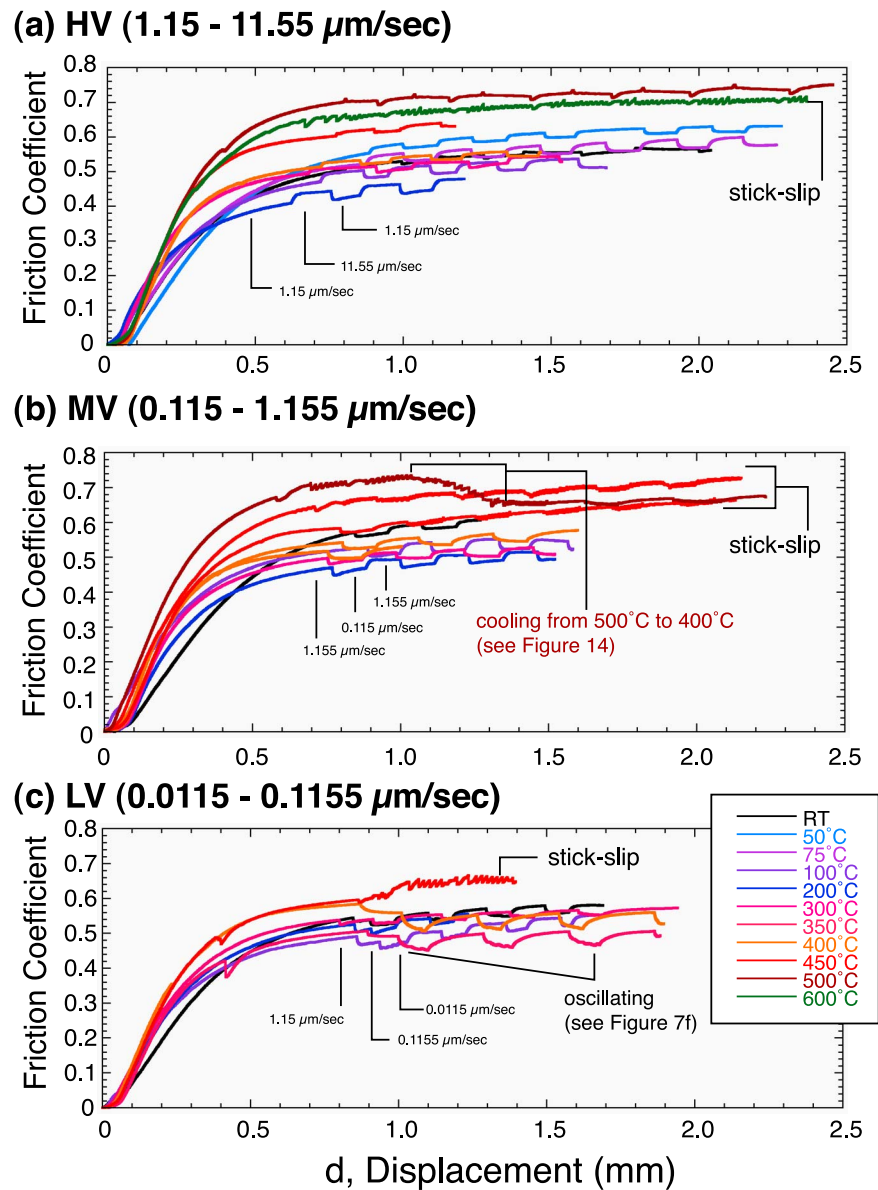 (a) HV (1.15 - 11.55 µm/sec)
0.8
0.7
0.6
0.5
0.4
0.3
0.2
0.1
0
Friction Coefficient
stick-slip
1.15 µm/sec
11.55 µm/sec
1.15 µm/sec
0 0.5 1.0 1.5 2.0 2.5
(b) MV (0.115 - 1.155 µm/sec)
0.8
0.7
0.6
0.5
0.4
0.3
0.2
0.1
0
Friction Coefficient
stick-slip
1.155 µm/sec
0.115 µm/sec
1.155 µm/sec
cooling from 500˚C to 400˚C
(see Figure 14)
0 0.5 1.0 1.5 2.0 2.5
(c) LV (0.0115 - 0.1155 µm/sec)
0.8
0.7
0.6
0.5
0.4
0.3
0.2
0.1
0
Friction Coefficient
stick-slip
0.0115 µm/sec
1.15 µm/sec
0.1155 µm/sec
oscillating
(see Figure 7f)
RT
50˚C
75˚C
100˚C
200˚C
300˚C
350˚C
400˚C
450˚C
500˚C
600˚C
0 0.5 1.0 1.5 2.0 2.5
d, Displacement (mm)